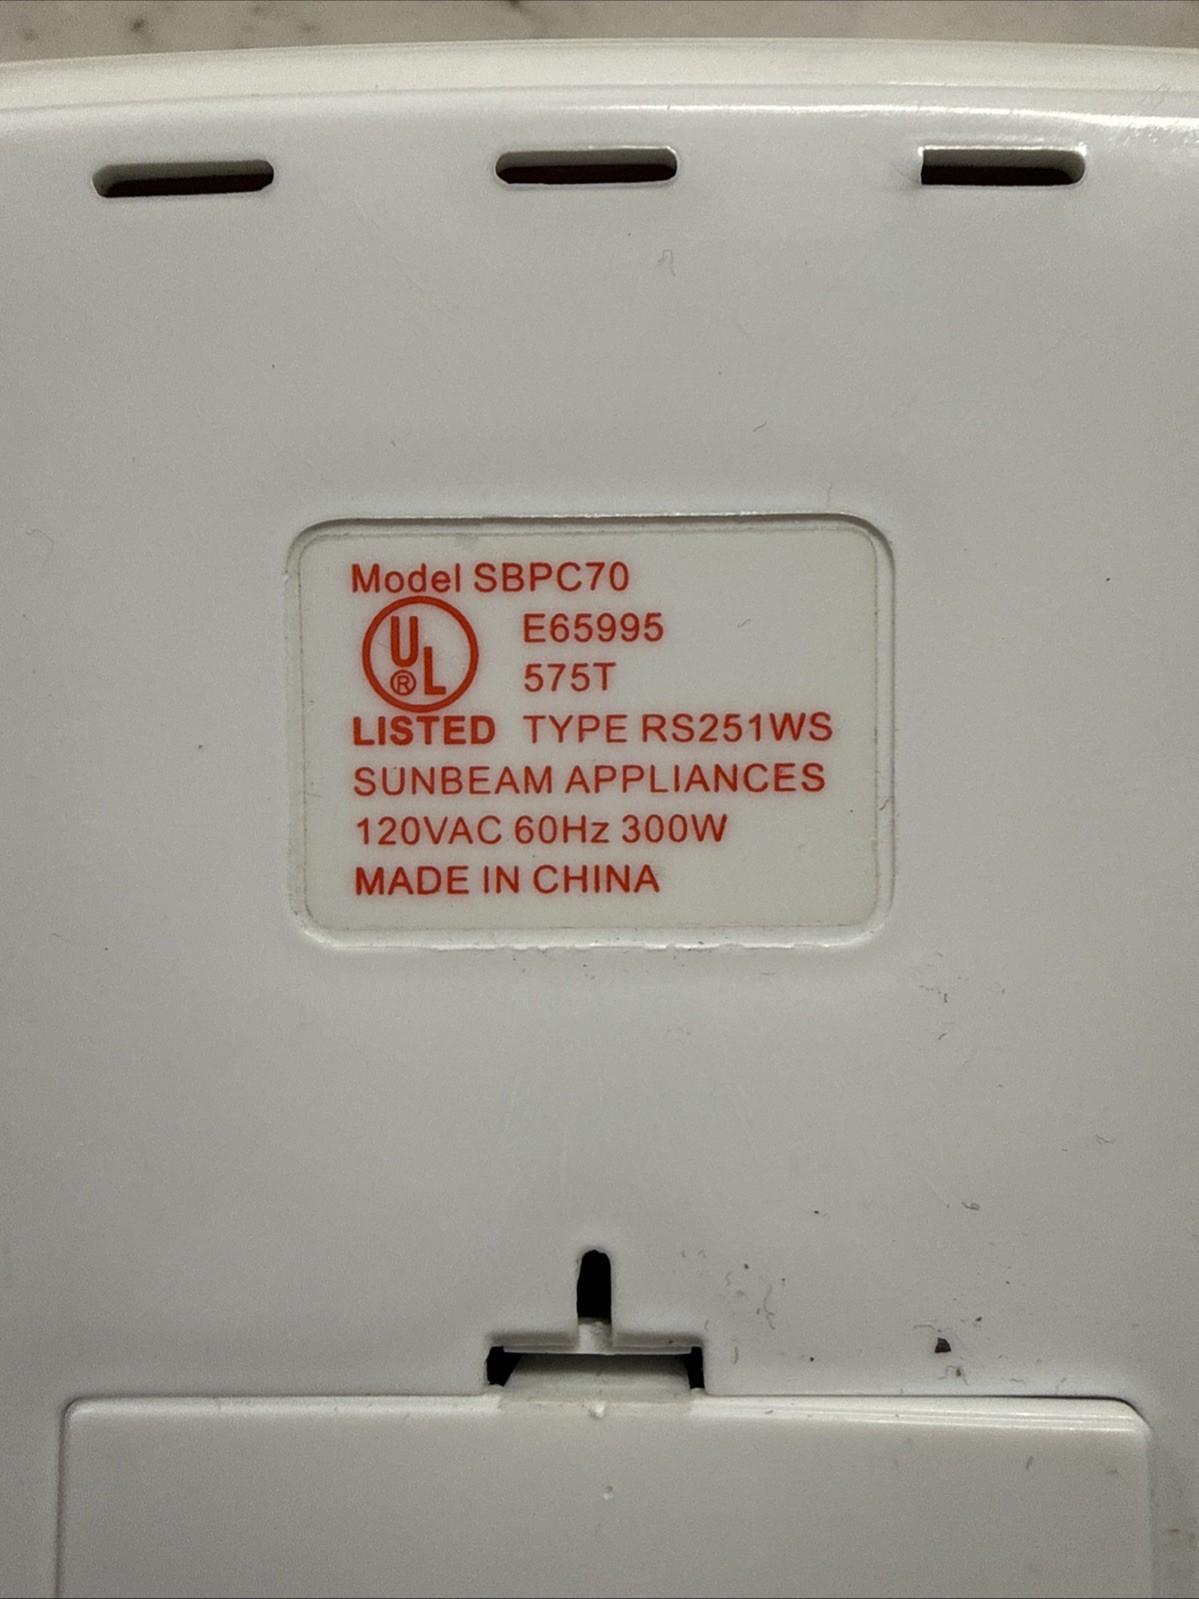 Model SBPC70
UL ® E65995
575T
LISTED TYPE RS251WS
SUNBEAM APPLIANCES
120VAC 60Hz 300W
MADE IN CHINA